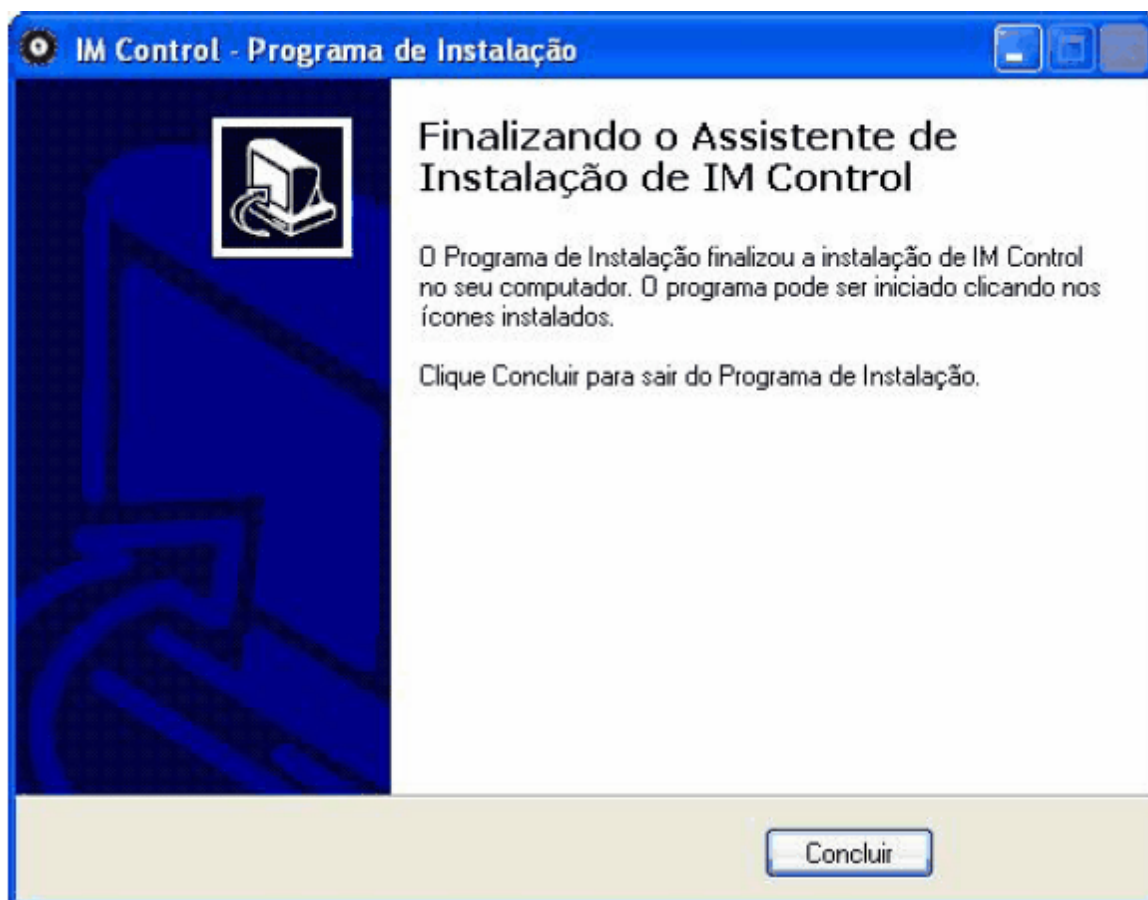 IM Control - Programa de Instalação
Finalizando o Assistente de
Instalação de IM Control
O Programa de Instalação finalizou a instalação de IM Control
no seu computador. O programa pode ser iniciado clicando nos
ícones instalados.
Clique Concluir para sair do Programa de Instalação.
Concluir